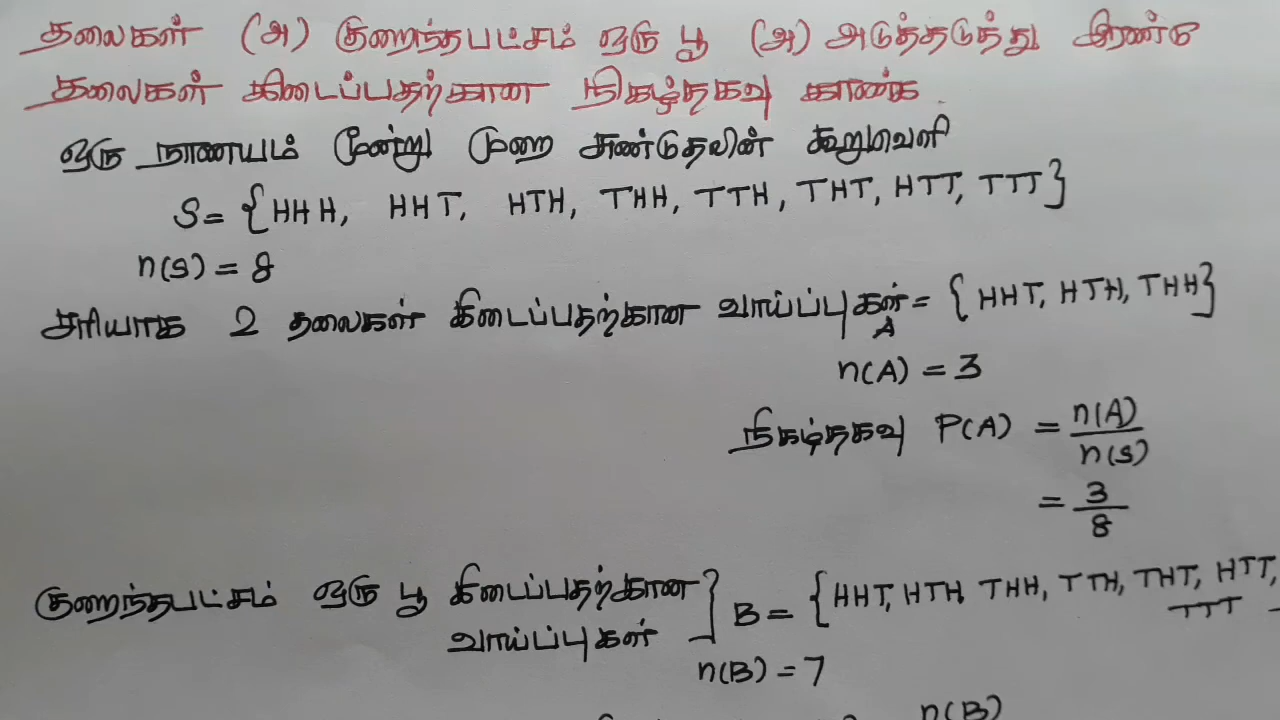 தலைகள் (அ) குறைந்தபட்சம் ஒரு பூ (அ) அடுத்தடுத்து இரண்டு
தலைகள் கிடைப்பதற்கான நிகழ்தகவு காண்க.
ஒரு நாணயம் மூன்று முறை சுண்டுதலின் கூறுவெளி
S = {HHH, HHT, HTH, THH, TTH, THT, HTT, TTT}
n(S) = 8
சரியாக 2 தலைகள் கிடைப்பதற்கான வாய்ப்புகள் = {HHT, HTH, THH}
A
n(A) = 3
நிகழ்தகவு P(A) = n(A)/n(S)
= 3/8
குறைந்தபட்சம் ஒரு பூ கிடைப்பதற்கான
வாய்ப்புகள் } B = {HHT, HTH THH, TTH, THT, HTT,
TTT
n(B) = 7
n(B)